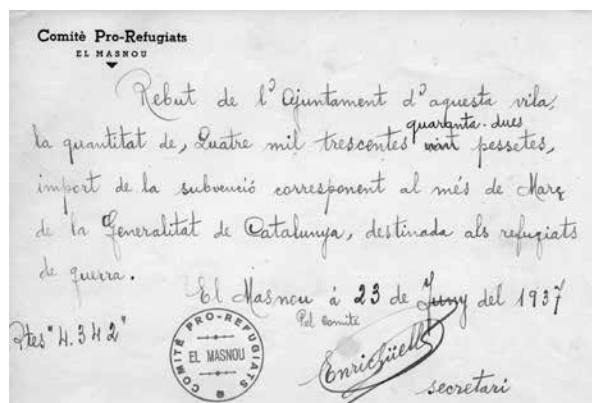 Comitè Pro-Refugiats
EL MASNOU
Rebut de l'Ajuntament d'aquesta vila,
quaranta-dues
la quantitat de, Quatre mil trescentes vint pessetes,
import de la subvenció corresponent al més de Març
de la Generalitat de Catalunya, destinada als refugiats
de guerra.
El Masnou á 23 de Juny del 1937
Pel Comite
Ptes "4.342"
COMITÈ PRO-REFUGIATS
EL MASNOU
secretari